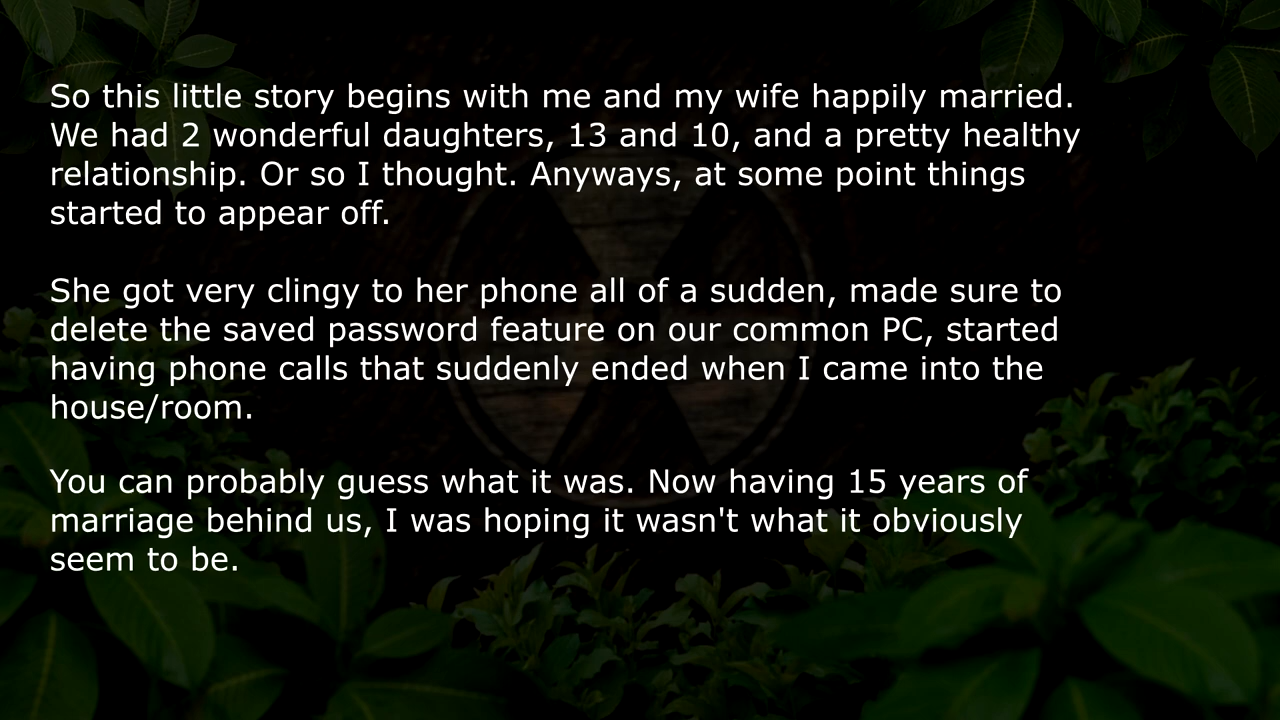 So this little story begins with me and my wife happily married.
We had 2 wonderful daughters, 13 and 10, and a pretty healthy
relationship. Or so I thought. Anyways, at some point things
started to appear off.
She got very clingy to her phone all of a sudden, made sure to
delete the saved password feature on our common PC, started
having phone calls that suddenly ended when I came into the
house/room.
You can probably guess what it was. Now having 15 years of
marriage behind us, I was hoping it wasn't what it obviously
seem to be.